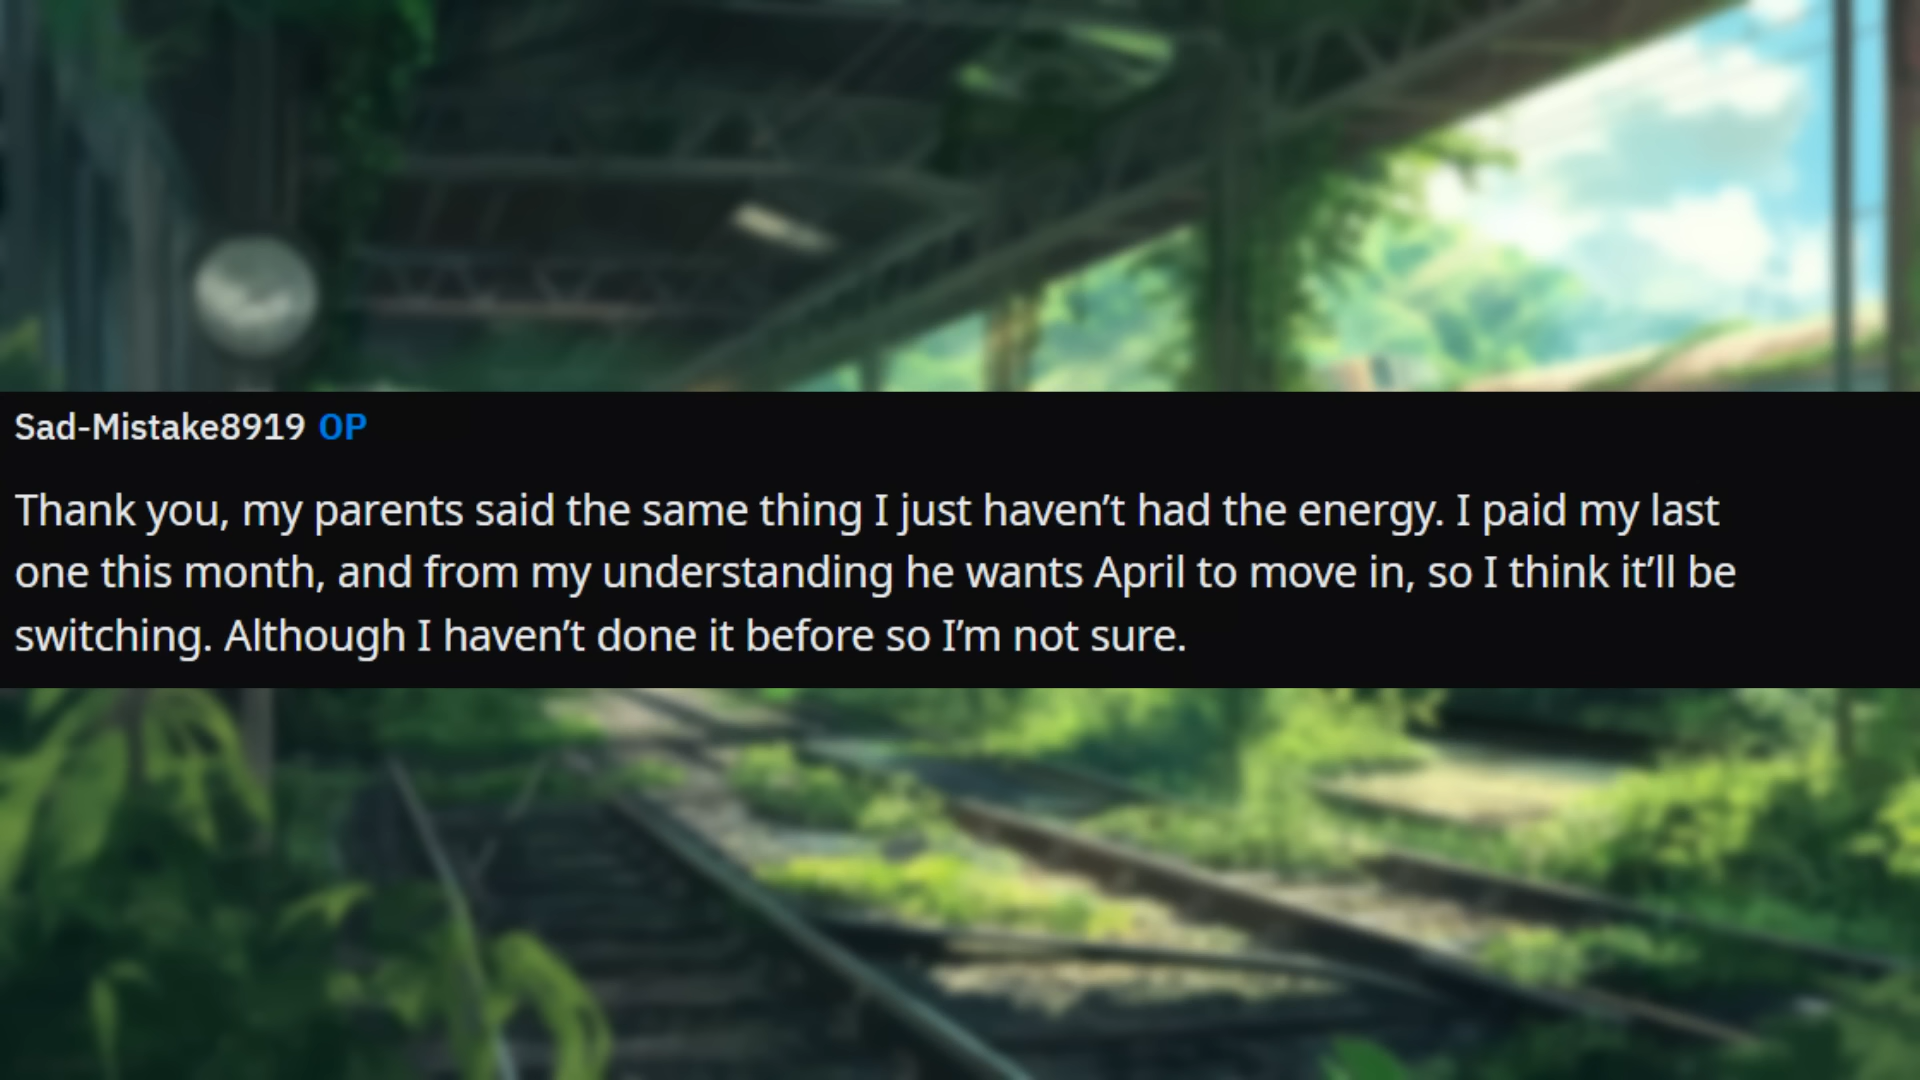 Sad-Mistake8919 OP
Thank you, my parents said the same thing I just haven’t had the energy. I paid my last
one this month, and from my understanding he wants April to move in, so I think it’ll be
switching. Although I haven’t done it before so I’m not sure.